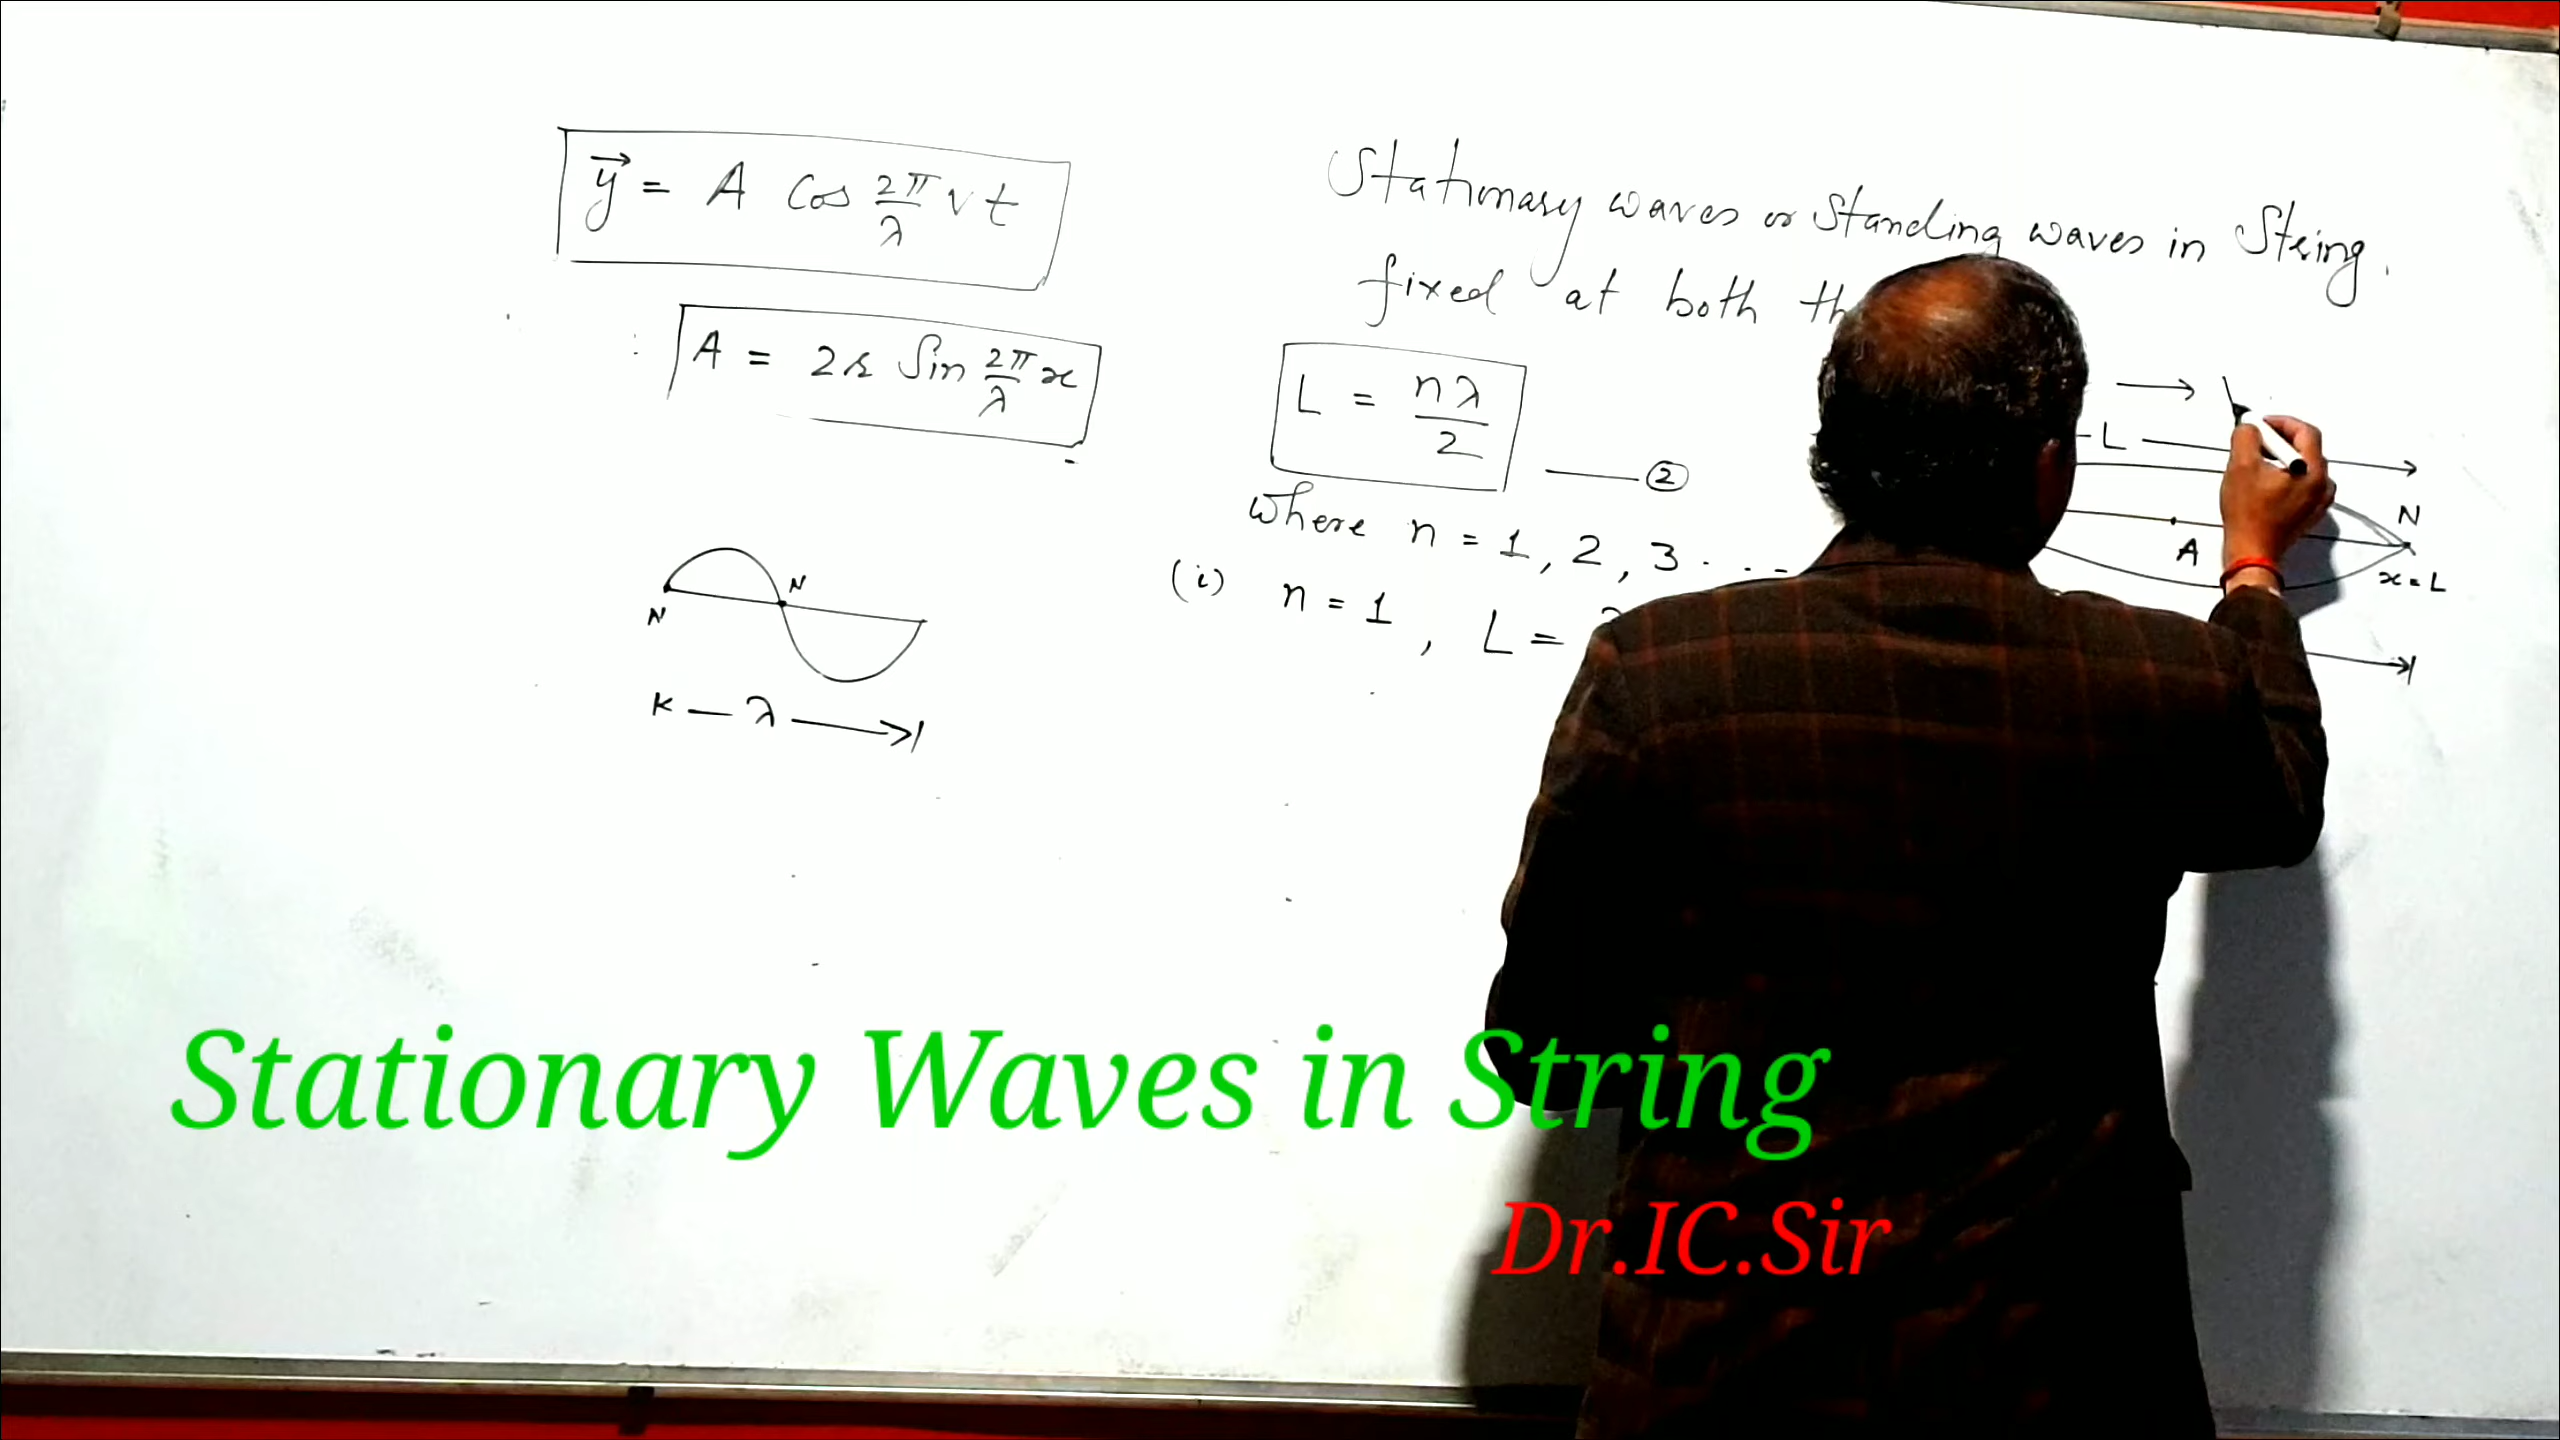 y⃗ = A Cos 2π/λ vt
A = 2r Sin 2π/λ x
N
N
K — λ →|
Stationary waves or Standing waves in String.
fixed at both
L = nλ/2 —— ②
where n = 1, 2, 3 . . . -
(i) n = 1 , L =
L
N
A
x = L
Stationary Waves in String
Dr.IC.Sir